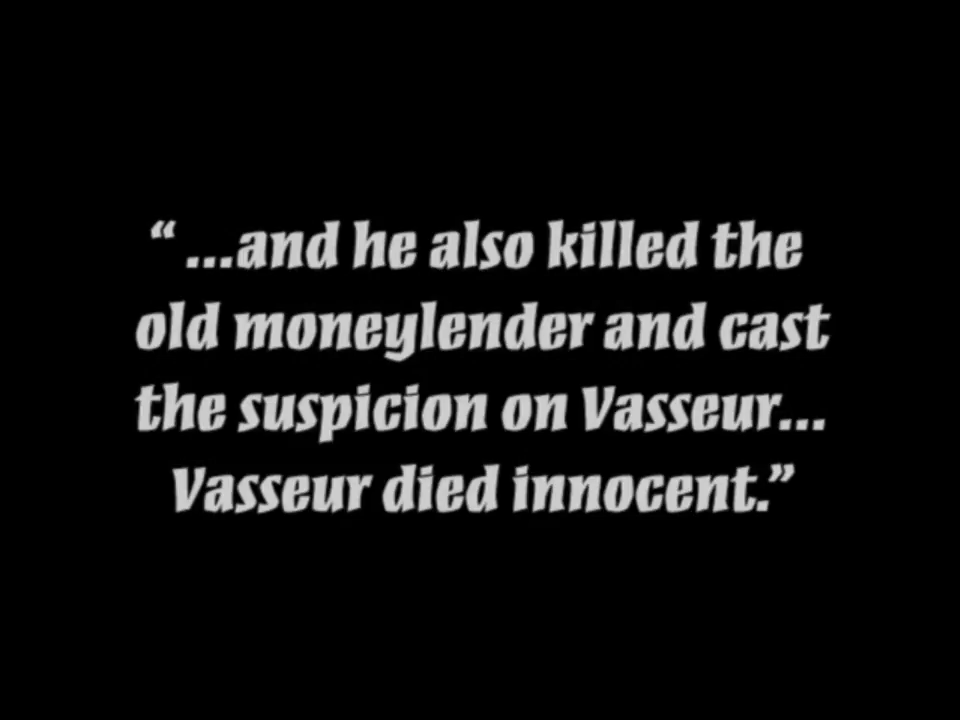 “ ...and he also killed the
old moneylender and cast
the suspicion on Vasseur...
Vasseur died innocent.”